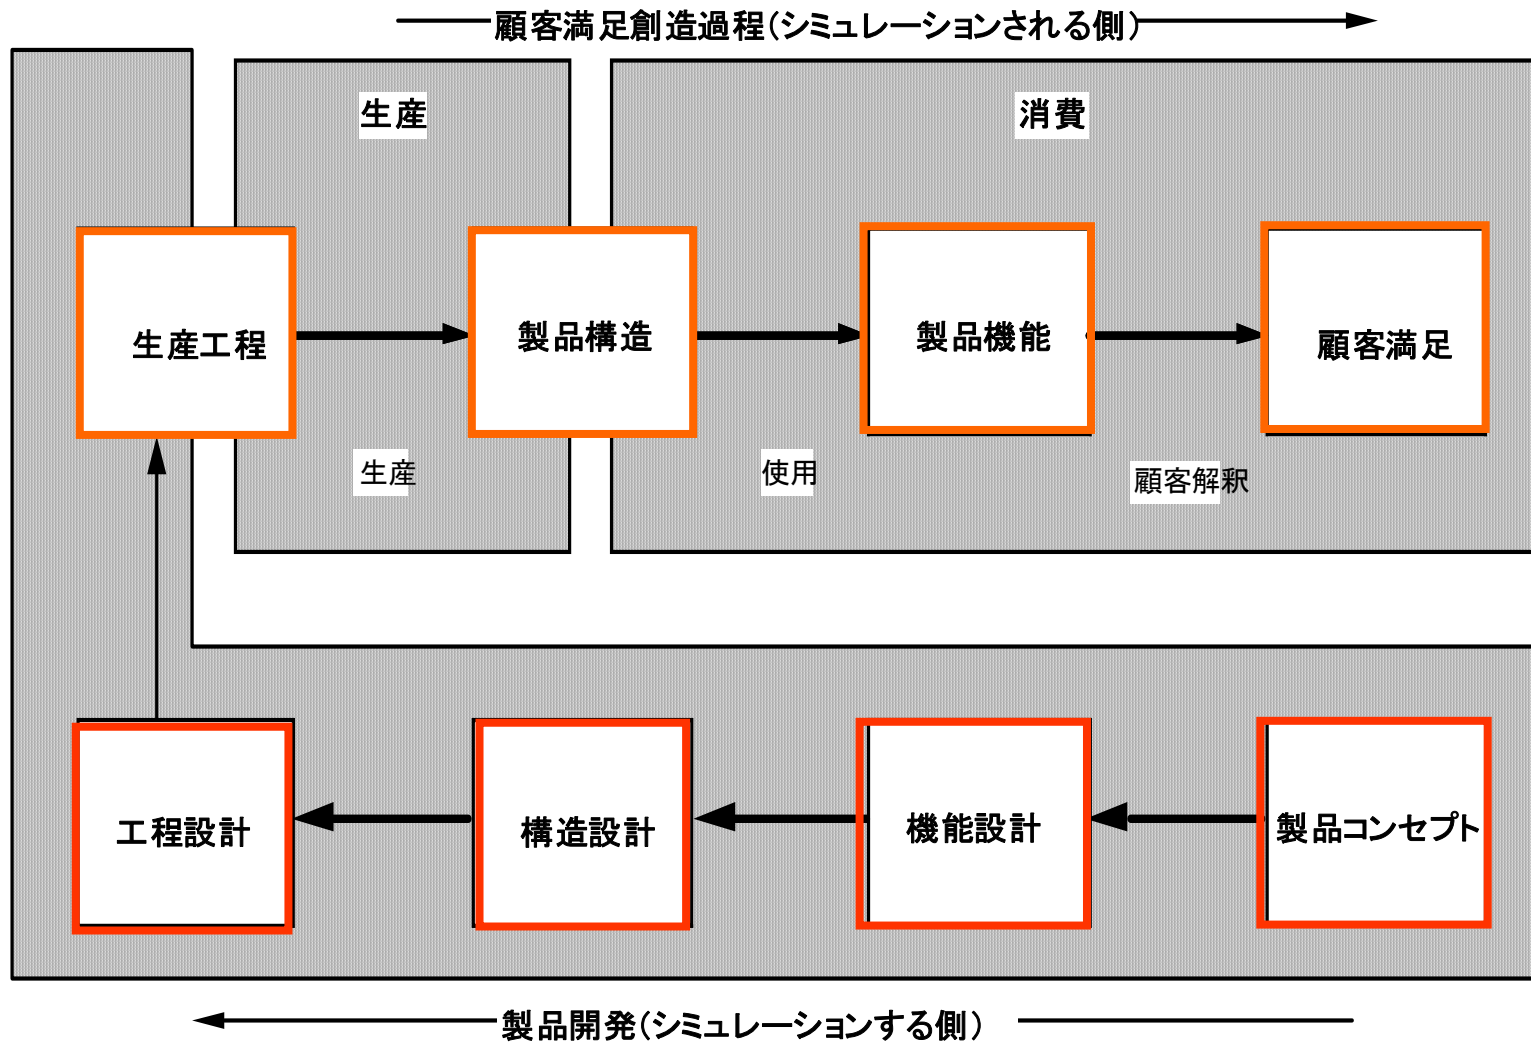 顧客満足創造過程(シミュレーションされる側)
生産
消費
生産工程
製品構造
製品機能
顧客満足
生産
使用
顧客解釈
工程設計
構造設計
機能設計
製品コンセプト
製品開発(シミュレーションする側)